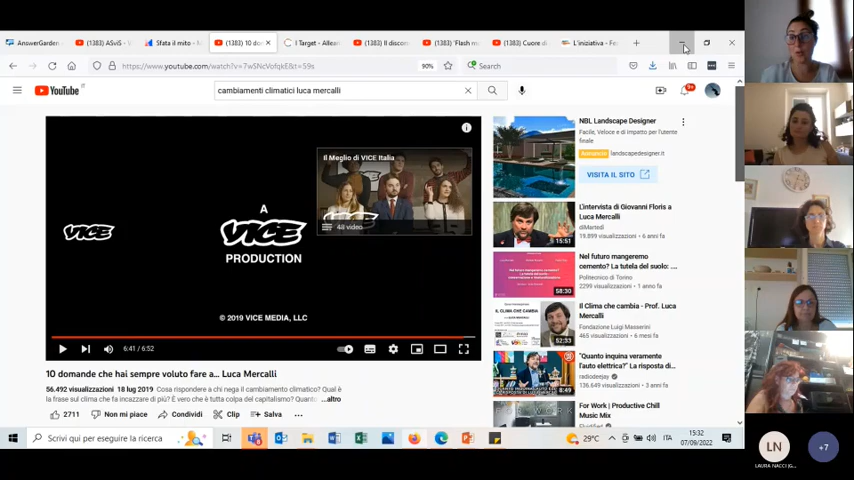 AnswerGarden
(1383) ASviS -
Sfata il mito -
(1383) 10 do
I Target - Allean
(1383) Il discors
(1383) 'Flash m
(1383) Cuore di
L'iniziativa - Fe
https://www.youtube.com/watch?v=7wSNcVofqkE&t=59s
90%
Search
YouTube
IT
cambiamenti climatici luca mercalli
9+
Il Meglio di VICE Italia
48 video
VICE
A
VICE
PRODUCTION
© 2019 VICE MEDIA, LLC
6:41 / 6:52
10 domande che hai sempre voluto fare a... Luca Mercalli
56.492 visualizzazioni 18 lug 2019 Cosa rispondere a chi nega il cambiamento climatico? Qual è
la frase sul clima che fa incazzare di più? È vero che è tutta colpa del capitalismo? Quanto ...altro
2711
Non mi piace
Condividi
Clip
Salva
NBL Landscape Designer
Facile, Veloce e di impatto per l'utente
finale
Annuncio landscapedesigner.it
VISITA IL SITO
L'intervista di Giovanni Floris a
Luca Mercalli
diMartedì
19.899 visualizzazioni • 6 anni fa
15:51
Nel futuro mangeremo
cemento? La tutela del suolo: ...
Politecnico di Torino
2299 visualizzazioni • 1 anno fa
58:30
Il Clima che cambia - Prof. Luca
Mercalli
Fondazione Luigi Masserini
465 visualizzazioni • 6 mesi fa
52:33
"Quanto inquina veramente
l'auto elettrica?" La risposta di...
radiodeejay
136.649 visualizzazioni • 3 anni fa
8:49
For Work | Productive Chill
Music Mix
Scrivi qui per eseguire la ricerca
29°C
ITA
15:32
07/09/2022
LN
LAURA NACCI (G...
+7